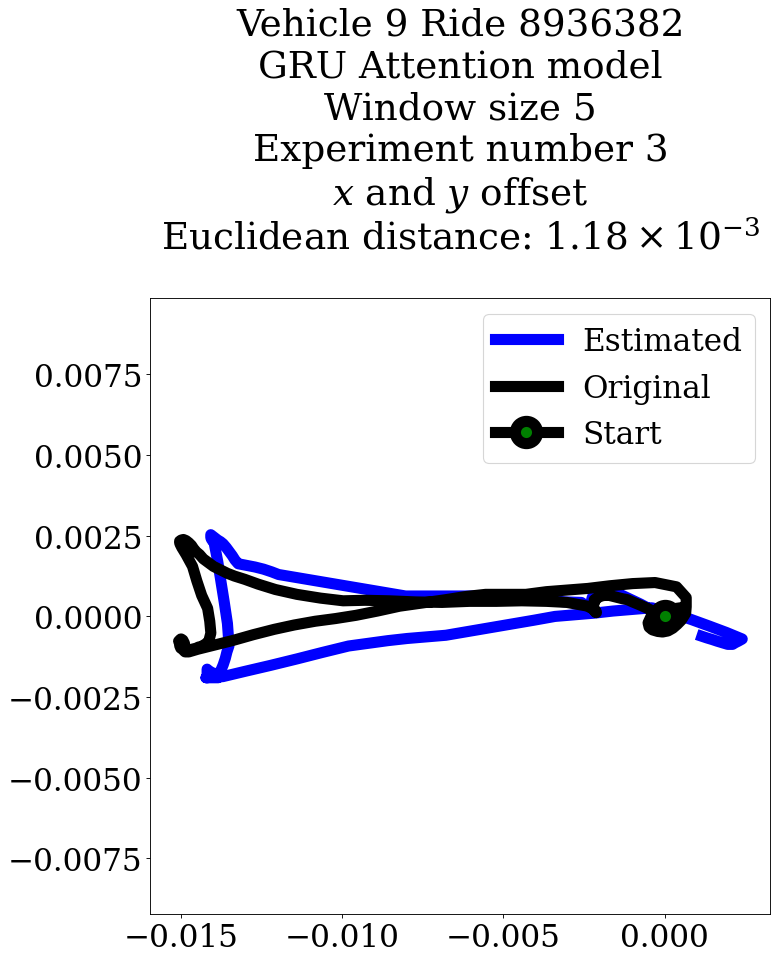 Vehicle 9 Ride 8936382
GRU Attention model
Window size 5
Experiment number 3
x and y offset
Euclidean distance: 1.18 × 10⁻³
Estimated
Original
Start
0.0075
0.0050
0.0025
0.0000
−0.0025
−0.0050
−0.0075
−0.015 −0.010 −0.005 0.000